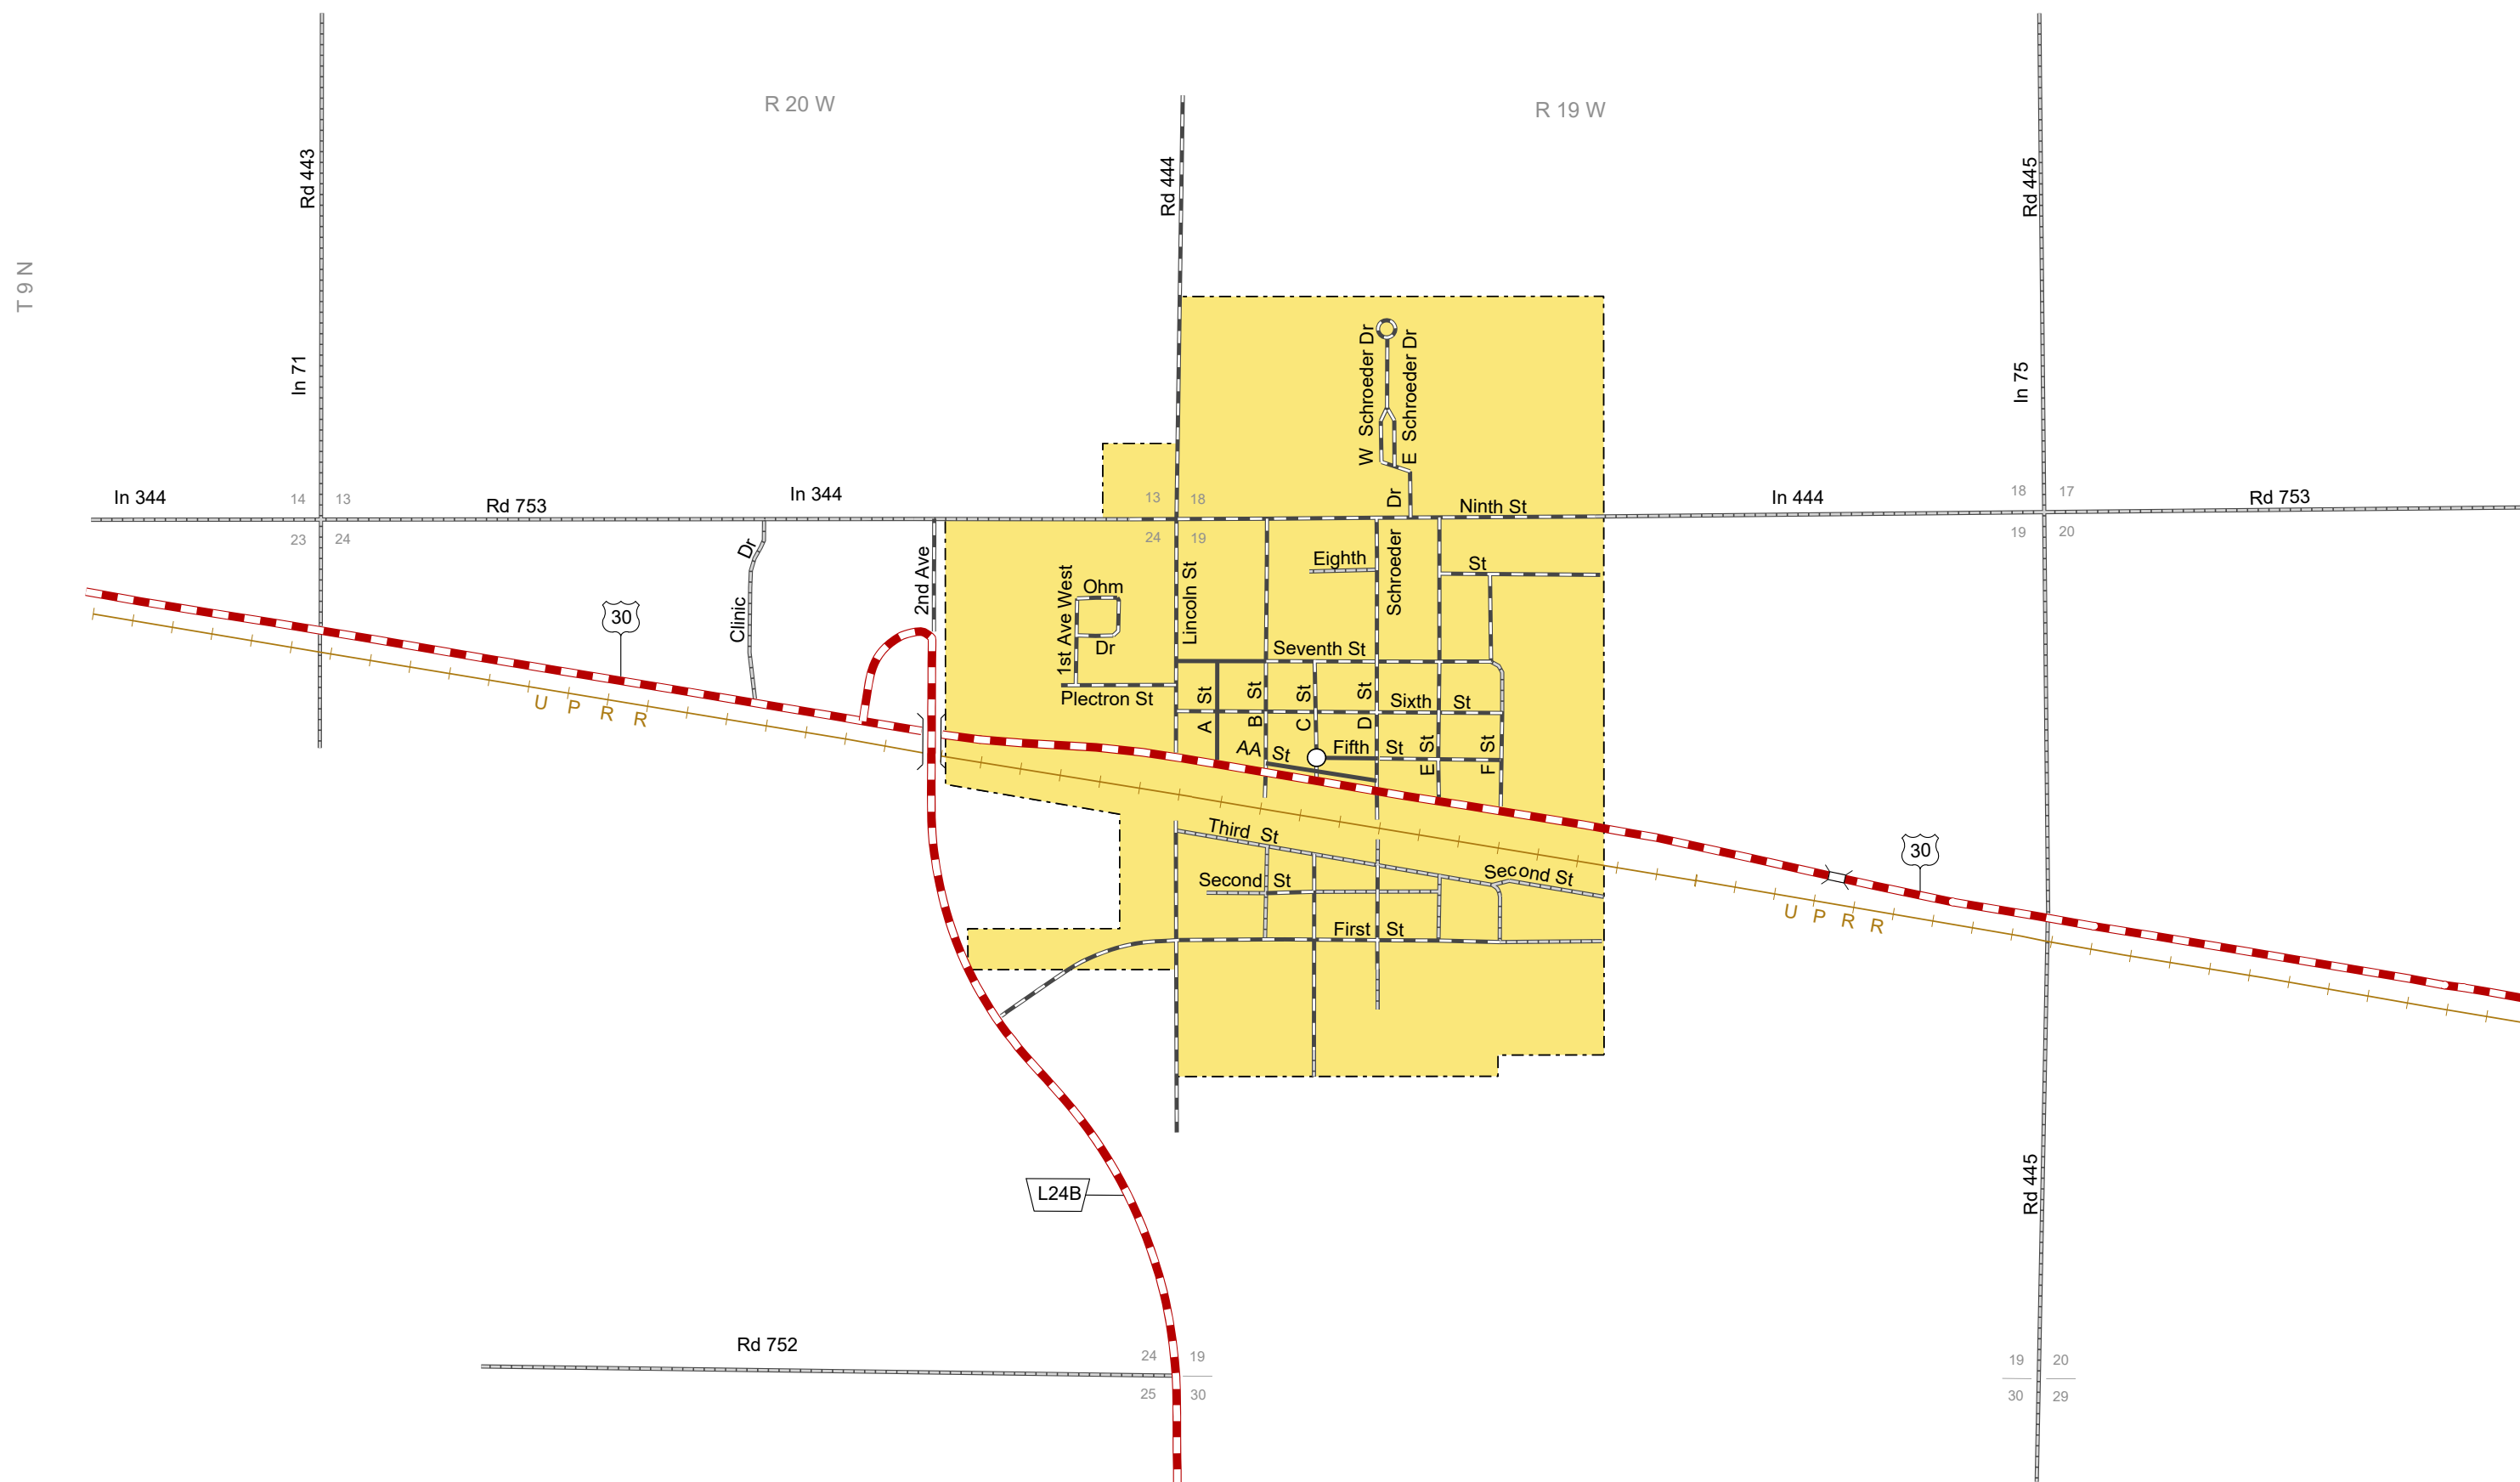 R 20 W
R 19 W
T 9 N
Rd 443
Rd 444
Rd 445
In 71
In 75
W Schroeder Dr
E Schroeder Dr
In 344
14 13
23 24
Rd 753
In 344
13 18
24 19
Ninth St
In 444
18 17
19 20
Rd 753
Clinic Dr
2nd Ave
1st Ave West
Ohm Dr
Plectron St
Lincoln St
Schroeder Dr
Eighth St
Seventh St
Sixth St
Fifth St
A St
B St
C St
D St
E St
F St
AA St
30
U P R R
Third St
Second St
Second St
First St
30
U P R R
L24B
Rd 445
Rd 752
24 19
25 30
19 20
30 29